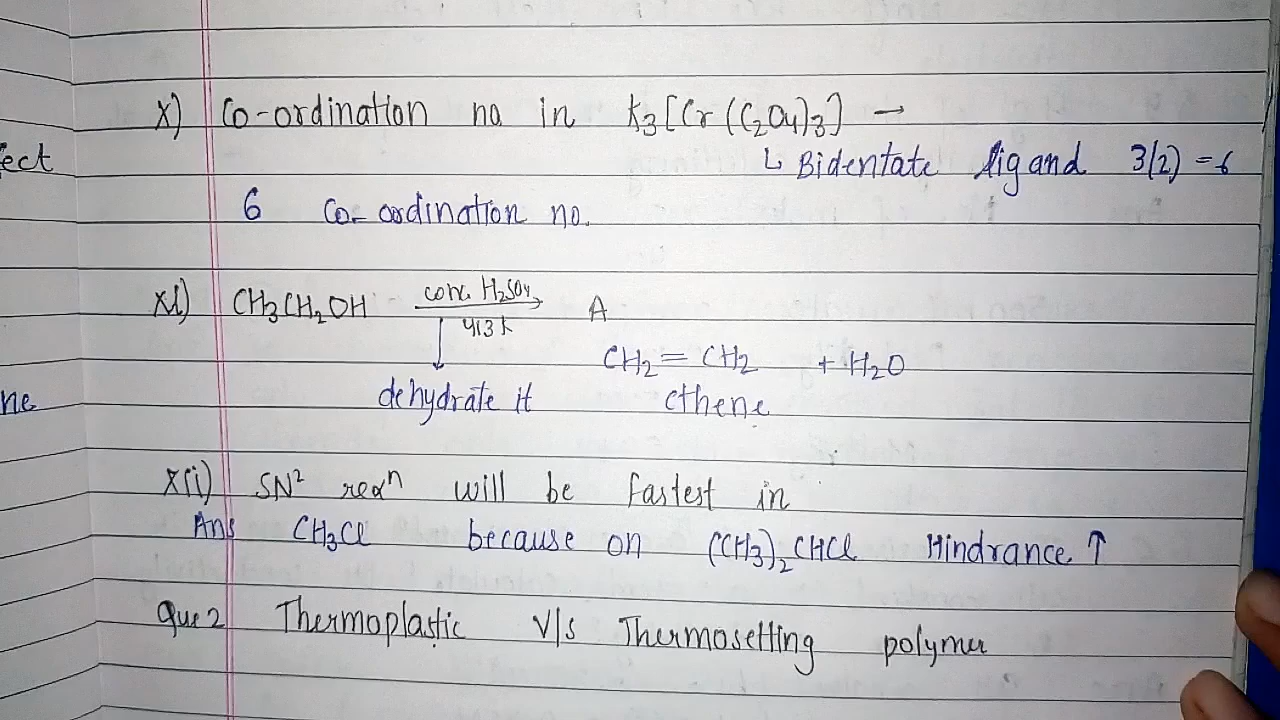 ect
ne
X) Co-ordination no. in K₃[Cr(C₂O₄)₃] →
↳ Bidentate ligand 3(2) = 6
6 Co-ordination no.
xi) CH₃CH₂OH conc. H₂SO₄ A
413 k
CH₂ = CH₂ + H₂O
dehydrate it ethene
X(i) SN² reaⁿ will be fastest in
Ans CH₃Cl because on (CH₃)₂CHCl Hindrance ↑
Que 2 Thermoplastic V/s Thermosetting polymer